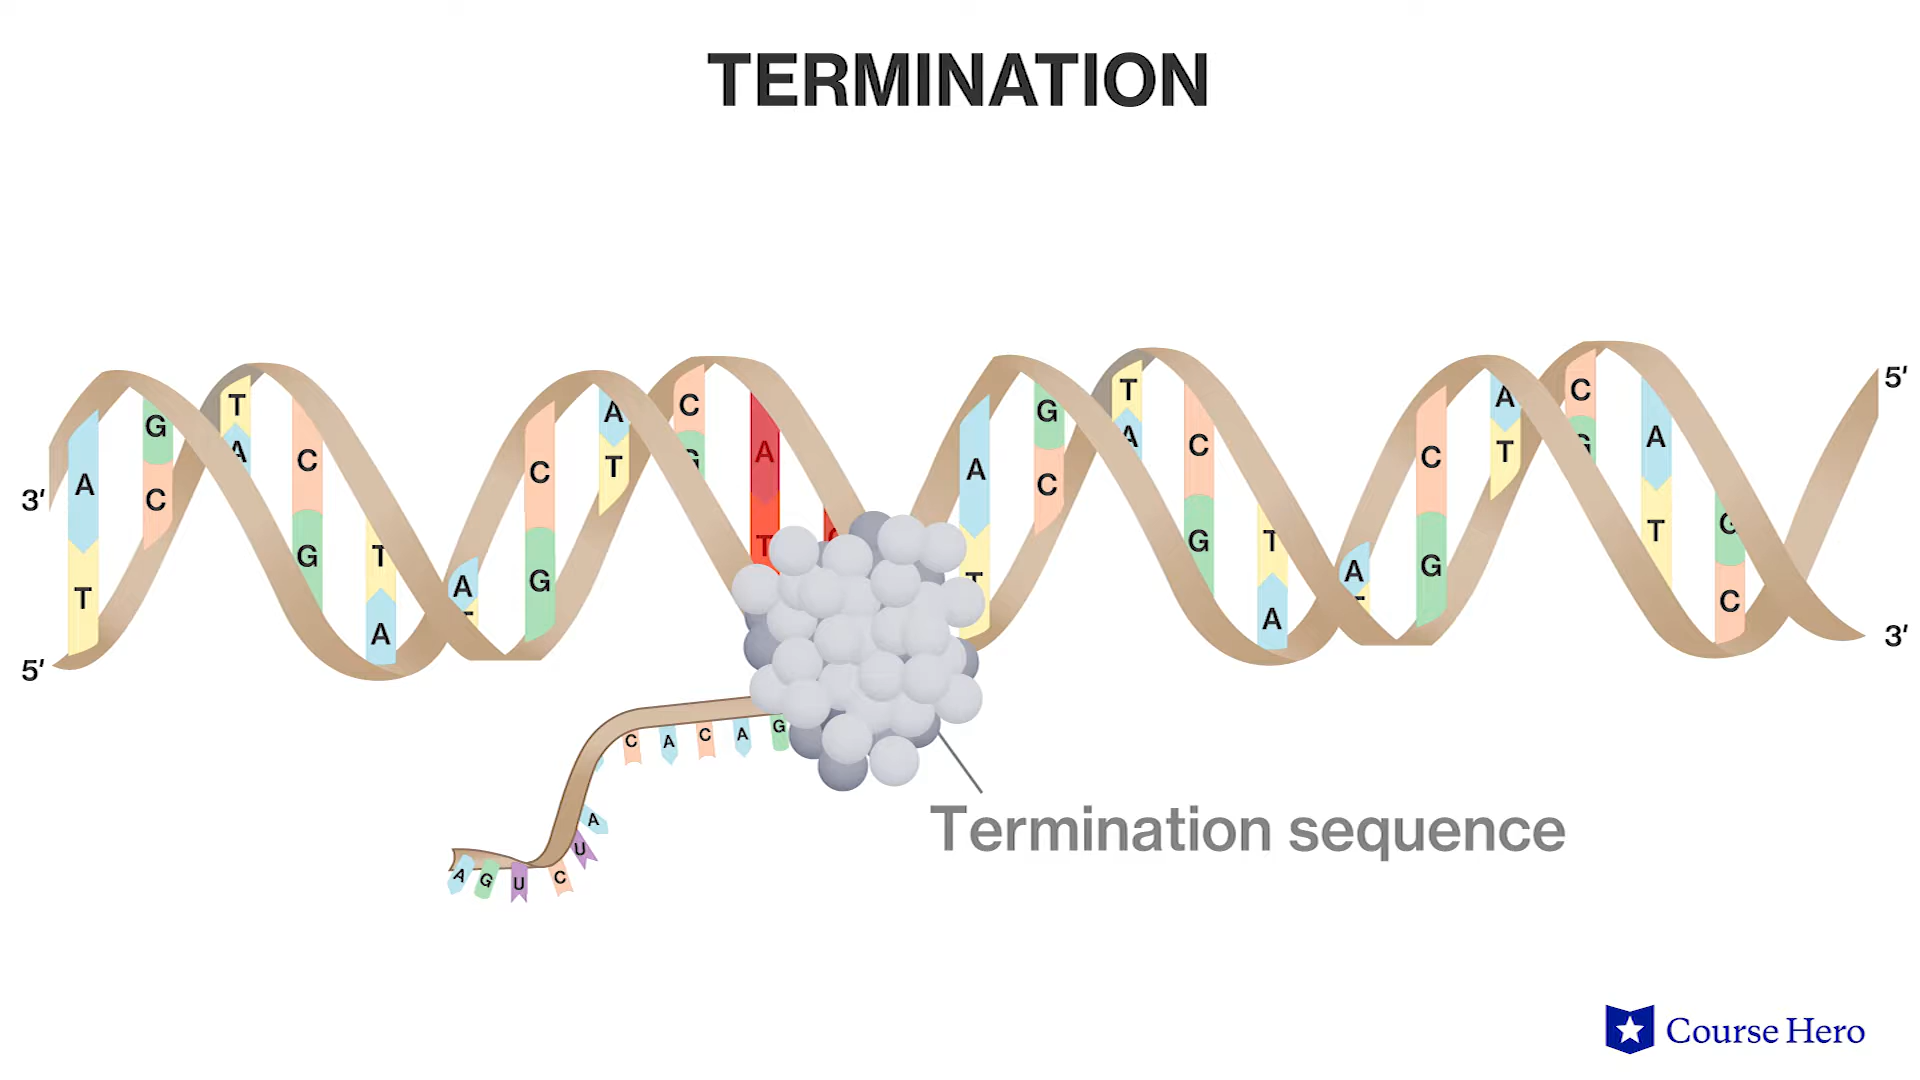 TERMINATION
A G T C C A C A A G T C C A C A
5′
3′
T C A G T A A G T G T C T C A G T A A G T G T G C
5′
3′
C A C A G
A
U
A G U C
Termination sequence
Course Hero